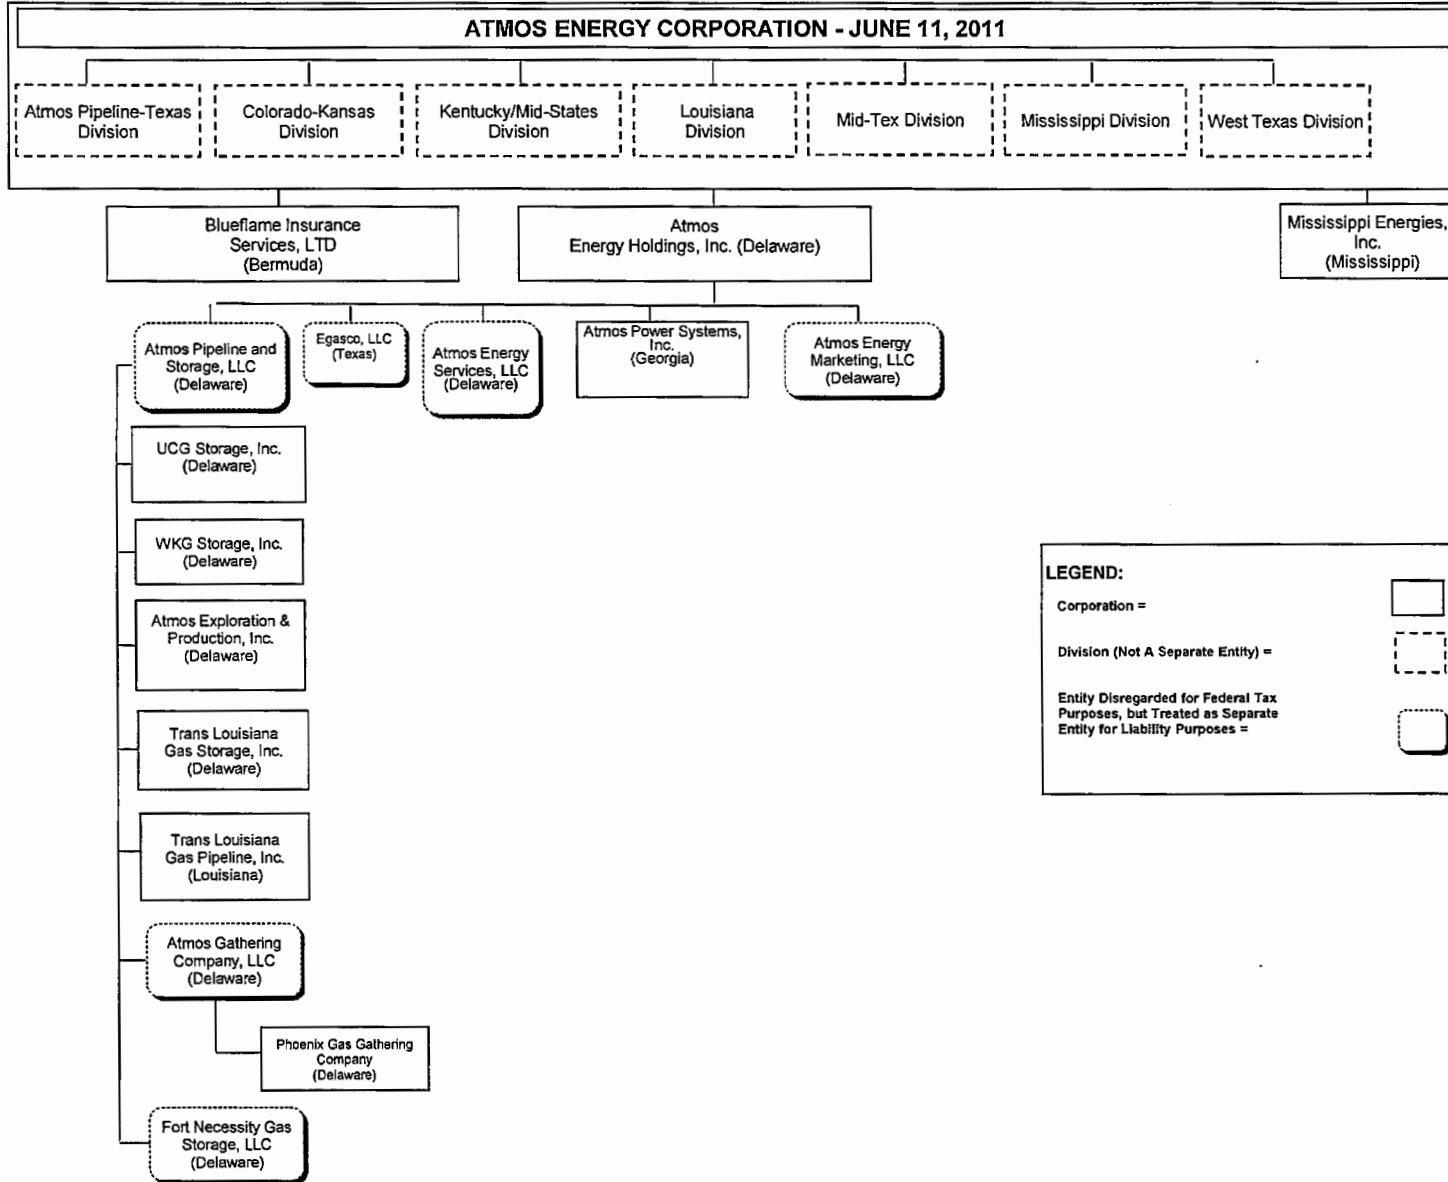 ATMOS ENERGY CORPORATION - JUNE 11, 2011
Atmos Pipeline-Texas
Division
Colorado-Kansas
Division
Kentucky/Mid-States
Division
Louisiana
Division
Mid-Tex Division
Mississippi Division
West Texas Division
Blueflame Insurance
Services, LTD
(Bermuda)
Atmos
Energy Holdings, Inc. (Delaware)
Mississippi Energies,
Inc.
(Mississippi)
Atmos Pipeline and
Storage, LLC
(Delaware)
Egasco, LLC
(Texas)
Atmos Energy
Services, LLC
(Delaware)
Atmos Power Systems,
Inc.
(Georgia)
Atmos Energy
Marketing, LLC
(Delaware)
UCG Storage, Inc.
(Delaware)
WKG Storage, Inc.
(Delaware)
Atmos Exploration &
Production, Inc.
(Delaware)
Trans Louisiana
Gas Storage, Inc.
(Delaware)
Trans Louisiana
Gas Pipeline, Inc.
(Louisiana)
Atmos Gathering
Company, LLC
(Delaware)
Phoenix Gas Gathering
Company
(Delaware)
Fort Necessity Gas
Storage, LLC
(Delaware)
LEGEND:
Corporation =
Division (Not A Separate Entity) =
Entity Disregarded for Federal Tax
Purposes, but Treated as Separate
Entity for Liability Purposes =